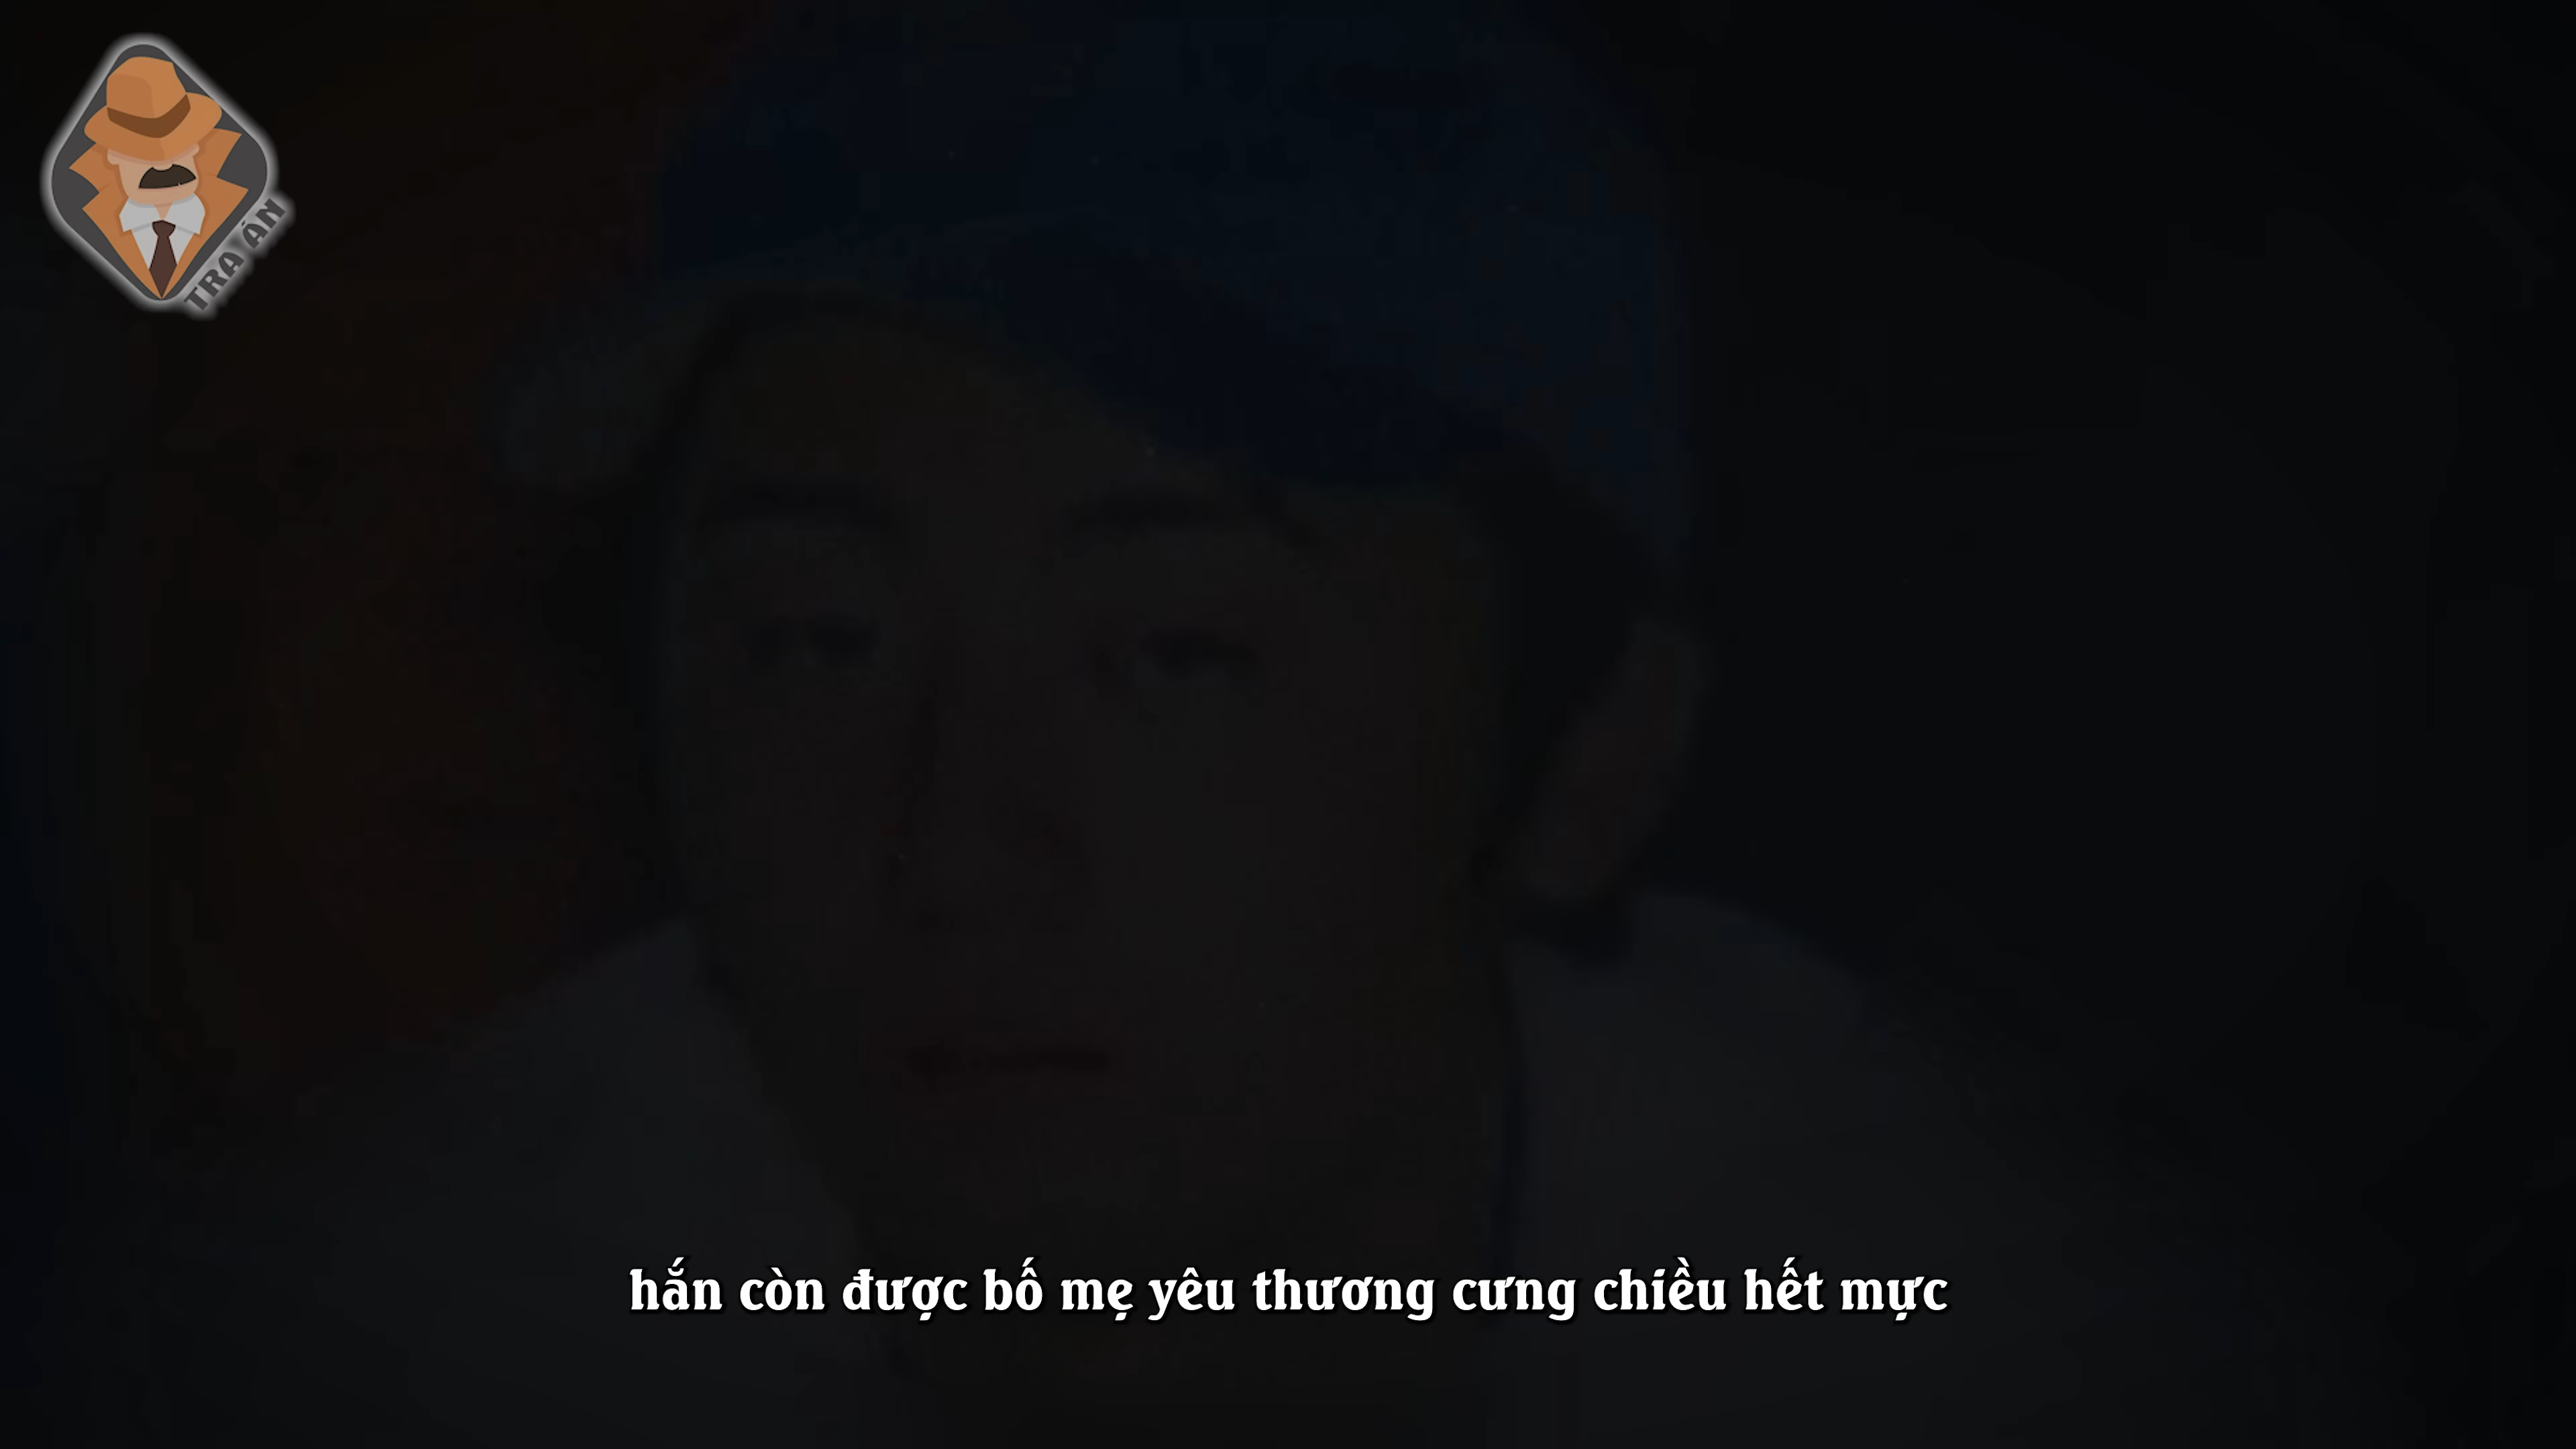 TRA ÁN
hắn còn được bố mẹ yêu thương cưng chiều hết mực